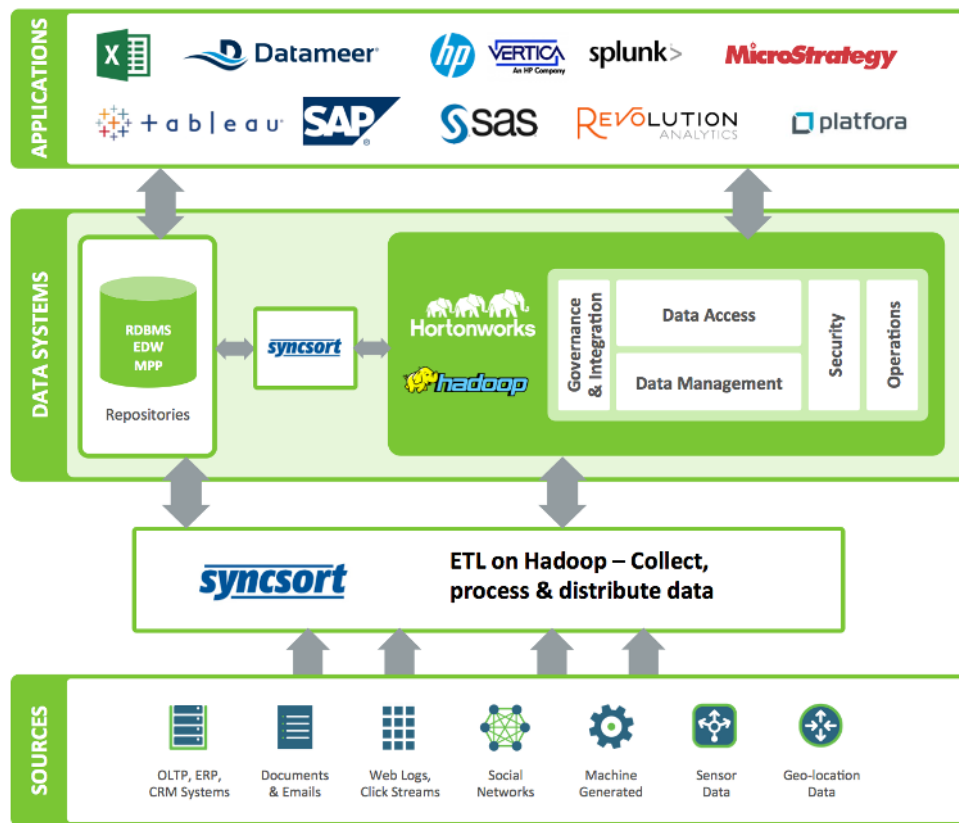 APPLICATIONS
X
Datameer
hp
VERTICA
An HP Company
splunk>
MicroStrategy
+ a b | e a u
SAP
sas
REVOLUTION
ANALYTICS
platfora
DATA SYSTEMS
RDBMS
EDW
MPP
Repositories
syncsort
Hortonworks
hadoop
Governance
& Integration
Data Access
Data Management
Security
Operations
syncsort
ETL on Hadoop – Collect,
process & distribute data
SOURCES
OLTP, ERP,
CRM Systems
Documents
& Emails
Web Logs,
Click Streams
Social
Networks
Machine
Generated
Sensor
Data
Geo-location
Data